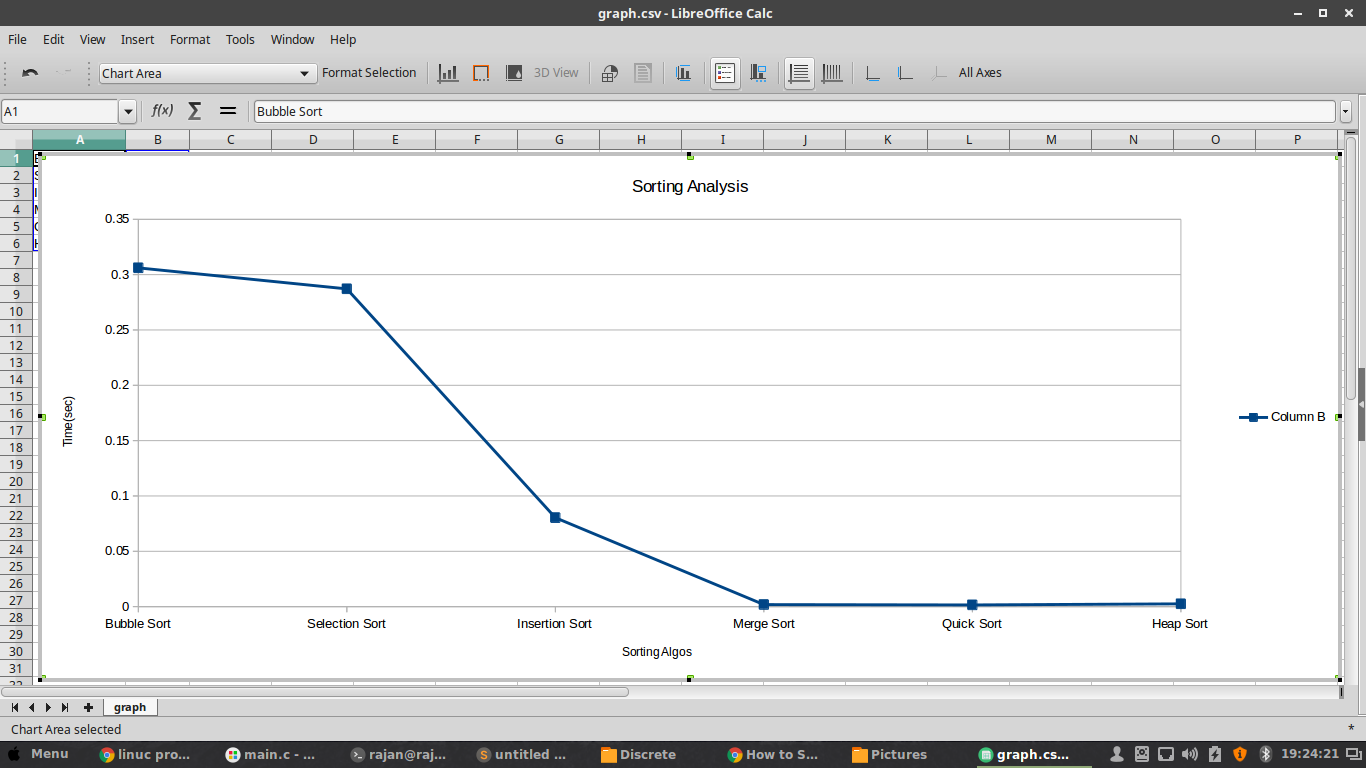 graph.csv - LibreOffice Calc
File Edit View Insert Format Tools Window Help
Chart Area Format Selection 3D View All Axes
A1 f(x) Σ = Bubble Sort
A B C D E F G H I J K L M N O P
1
2 S
3 I
4
5
6 H
7
8
9
10
11
12
13
14
15
16
17
18
19
20
21
22
23
24
25
26
27
28
29
30
31
Sorting Analysis
0.35
0.3
0.25
0.2
0.15
0.1
0.05
0
Time(sec)
Column B
Bubble Sort Selection Sort Insertion Sort Merge Sort Quick Sort Heap Sort
Sorting Algos
graph
Chart Area selected *
Menu linuc pro... main.c - ... rajan@raj... untitled ... Discrete How to S... Pictures graph.cs... 19:24:21